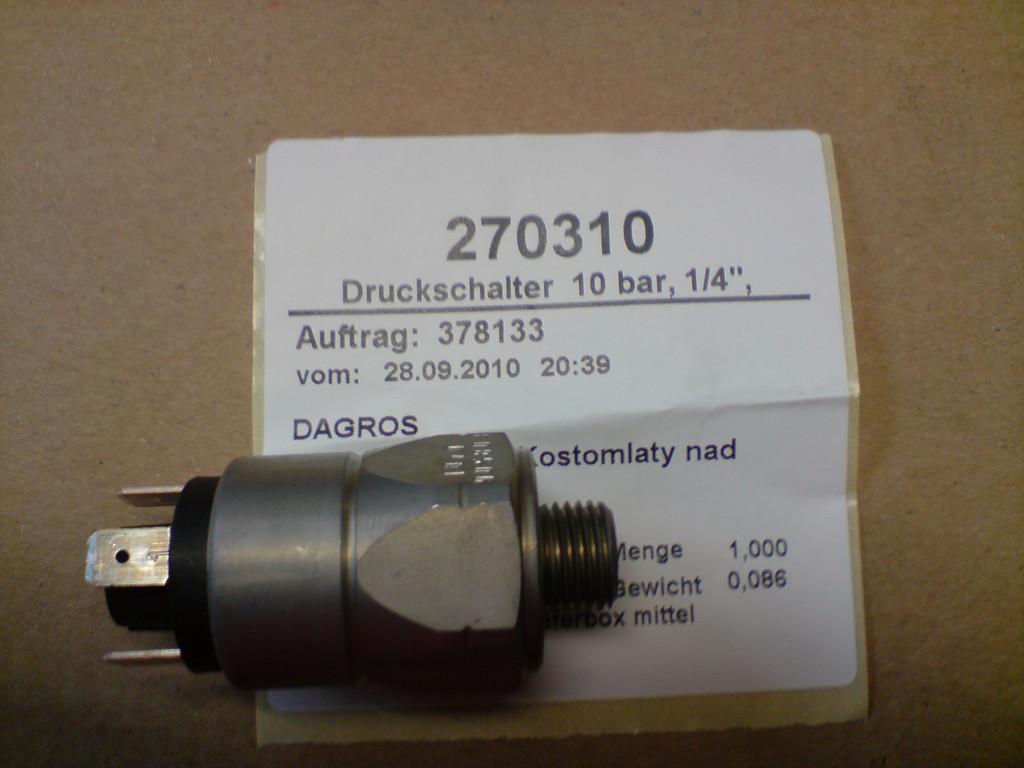 270310
Druckschalter 10 bar, 1/4",
Auftrag: 378133
vom: 28.09.2010 20:39
DAGROS
Kostomlaty nad
Menge 1,000
Gewicht 0,086
mittel